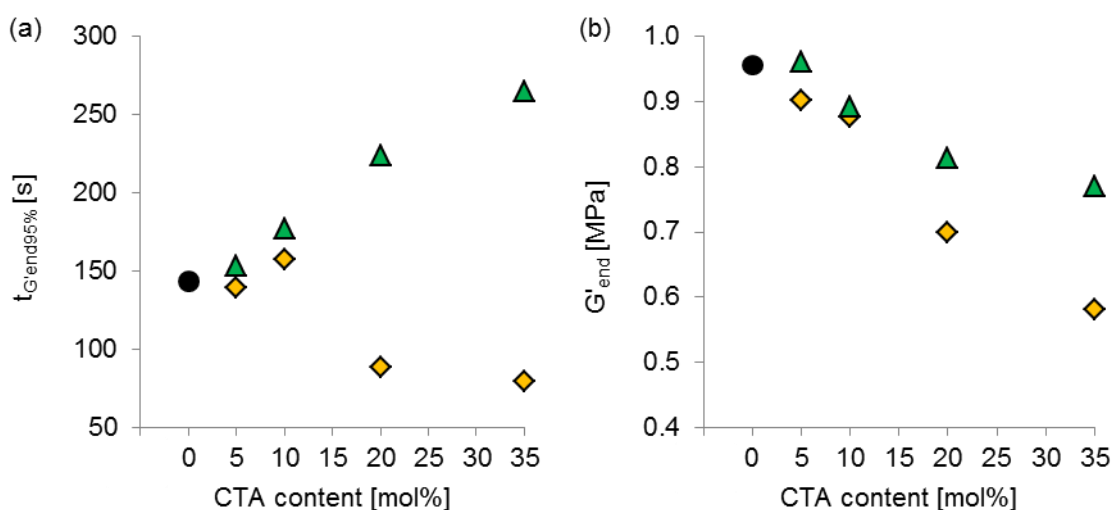 (a)
300
250
200
150
100
50
t_G'end95% [s]
0 5 10 15 20 25 30 35
CTA content [mol%]
(b)
1.0
0.9
0.8
0.7
0.6
0.5
0.4
G'end [MPa]
0 5 10 15 20 25 30 35
CTA content [mol%]